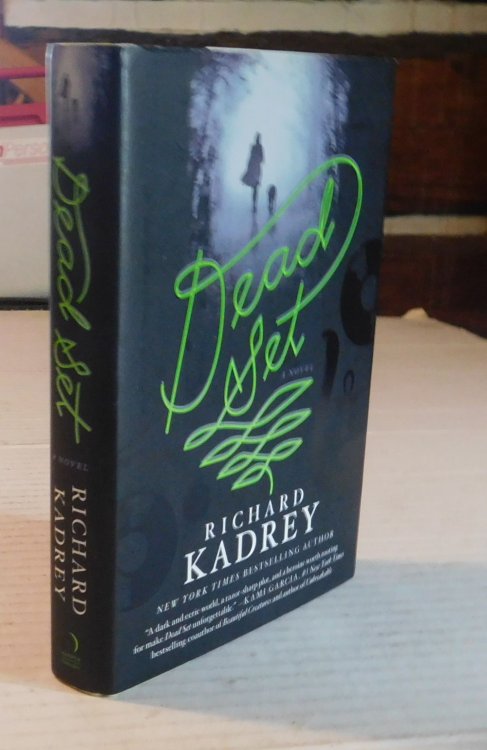 Dead
Set
A NOVEL
RICHARD
KADREY
NEW YORK TIMES BESTSELLING AUTHOR
"A dark and eerie world, a razor-sharp plot, and a heroine worth rooting
for make Dead Set unforgettable." —KAMI GARCIA, #1 New York Times
bestselling coauthor of Beautiful Creatures and author of Unbreakable
Dead Set
A NOVEL
RICHARD
KADREY